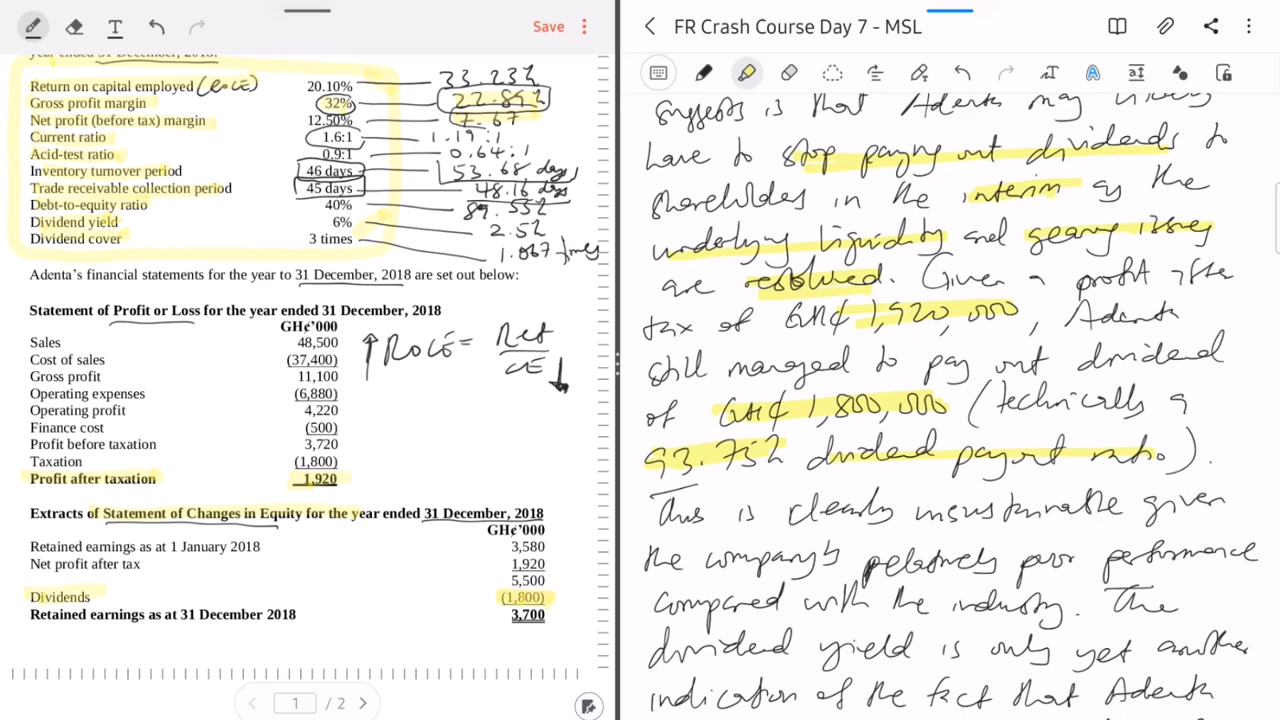 Save
year ended 31 December, 2018.
Return on capital employed (ROCE) 20.10% 33.23%
Gross profit margin 32% 22.89%
Net profit (before tax) margin 12.50% 7.67
Current ratio 1.6:1 1.19:1
Acid-test ratio 0.9:1 0.64:1
Inventory turnover period 46 days 53.68 days
Trade receivable collection period 45 days 48.16 days
Debt-to-equity ratio 40% 89.55%
Dividend yield 6% 2.5%
Dividend cover 3 times 1.067 times
Adenta's financial statements for the year to 31 December, 2018 are set out below:
Statement of Profit or Loss for the year ended 31 December, 2018
GH¢'000
Sales 48,500
Cost of sales (37,400)
Gross profit 11,100
Operating expenses (6,880)
Operating profit 4,220
Finance cost (500)
Profit before taxation 3,720
Taxation (1,800)
Profit after taxation 1,920
↑ ROCE = Ret
CE ↓
Extracts of Statement of Changes in Equity for the year ended 31 December, 2018
GH¢'000
Retained earnings as at 1 January 2018 3,580
Net profit after tax 1,920
5,500
Dividends (1,800)
Retained earnings as at 31 December 2018 3,700
1 / 2
FR Crash Course Day 7 - MSL
suggests is that Adenta may
have to stop paying out dividends to
shareholders in the interim as the
underlying liquidity and gearing issues
are resolved. Given a profit after
tax of GH¢ 1,920,000, Adenta
still managed to pay out dividend
of GH¢ 1,800,000 (technically a
93.75% dividend payout ratio).
This is clearly unsustainable given
the company's relatively poor performance
compared with the industry. The
dividend yield is only yet another
indication of the fact that Adenta